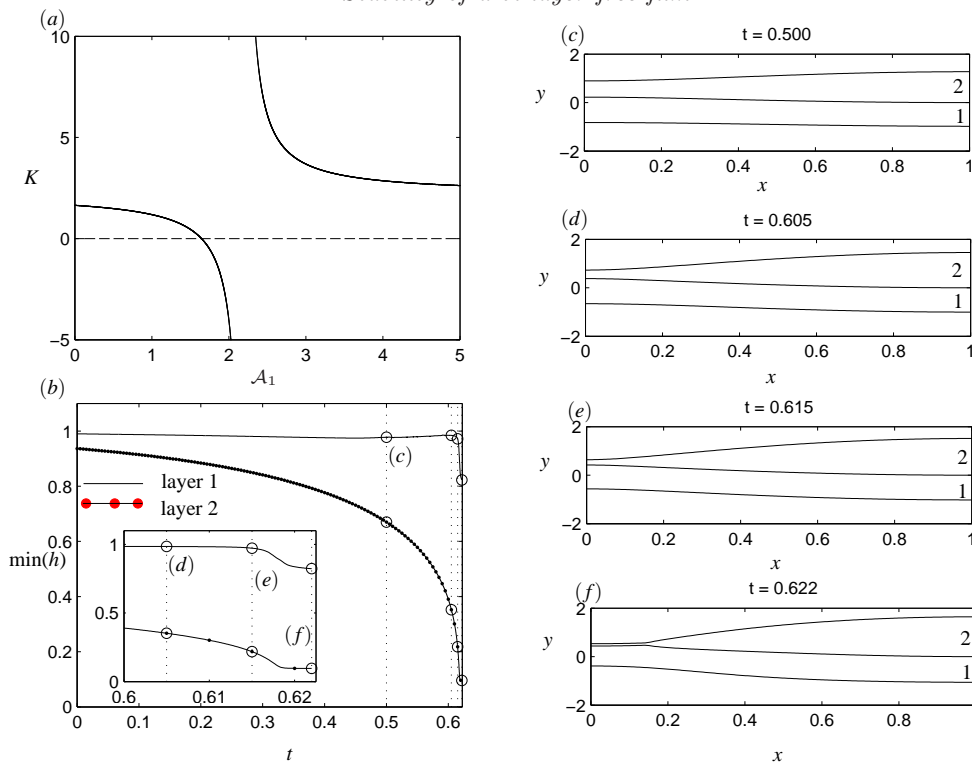 (a)
10
5
K
0
−5
0 1 2 3 4 5
𝒜₁
(b)
1
0.8
0.6
min(h)
0.4
0.2
0
0 0.1 0.2 0.3 0.4 0.5 0.6
t
layer 1
layer 2
(c)
1
0.5
0
0.6 0.61 0.62
(d)
(e)
(f)
(c)
t = 0.500
2
y 0
−2
2
1
0 0.2 0.4 0.6 0.8 1
x
(d)
t = 0.605
2
y 0
−2
2
1
0 0.2 0.4 0.6 0.8 1
x
(e)
t = 0.615
2
y 0
−2
2
1
0 0.2 0.4 0.6 0.8 1
x
(f)
t = 0.622
2
y 0
−2
2
1
0 0.2 0.4 0.6 0.8 1
x